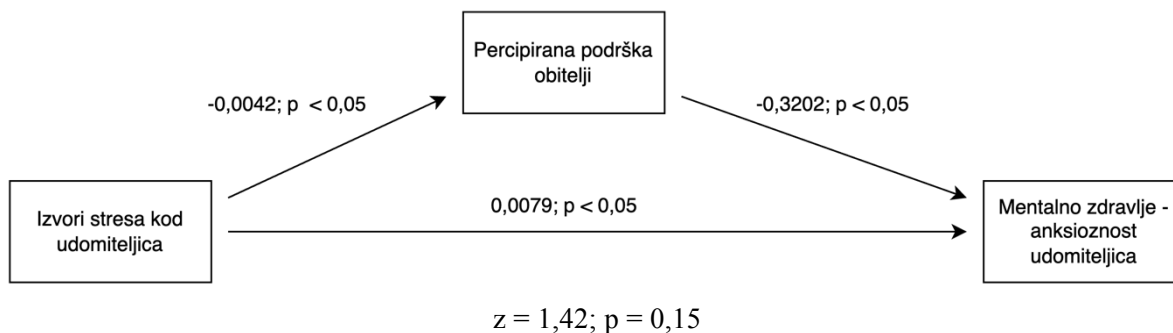 Percipirana podrška
obitelji
-0,0042; p < 0,05
-0,3202; p < 0,05
Izvori stresa kod
udomiteljica
0,0079; p < 0,05
Mentalno zdravlje -
anksioznost
udomiteljica
z = 1,42; p = 0,15